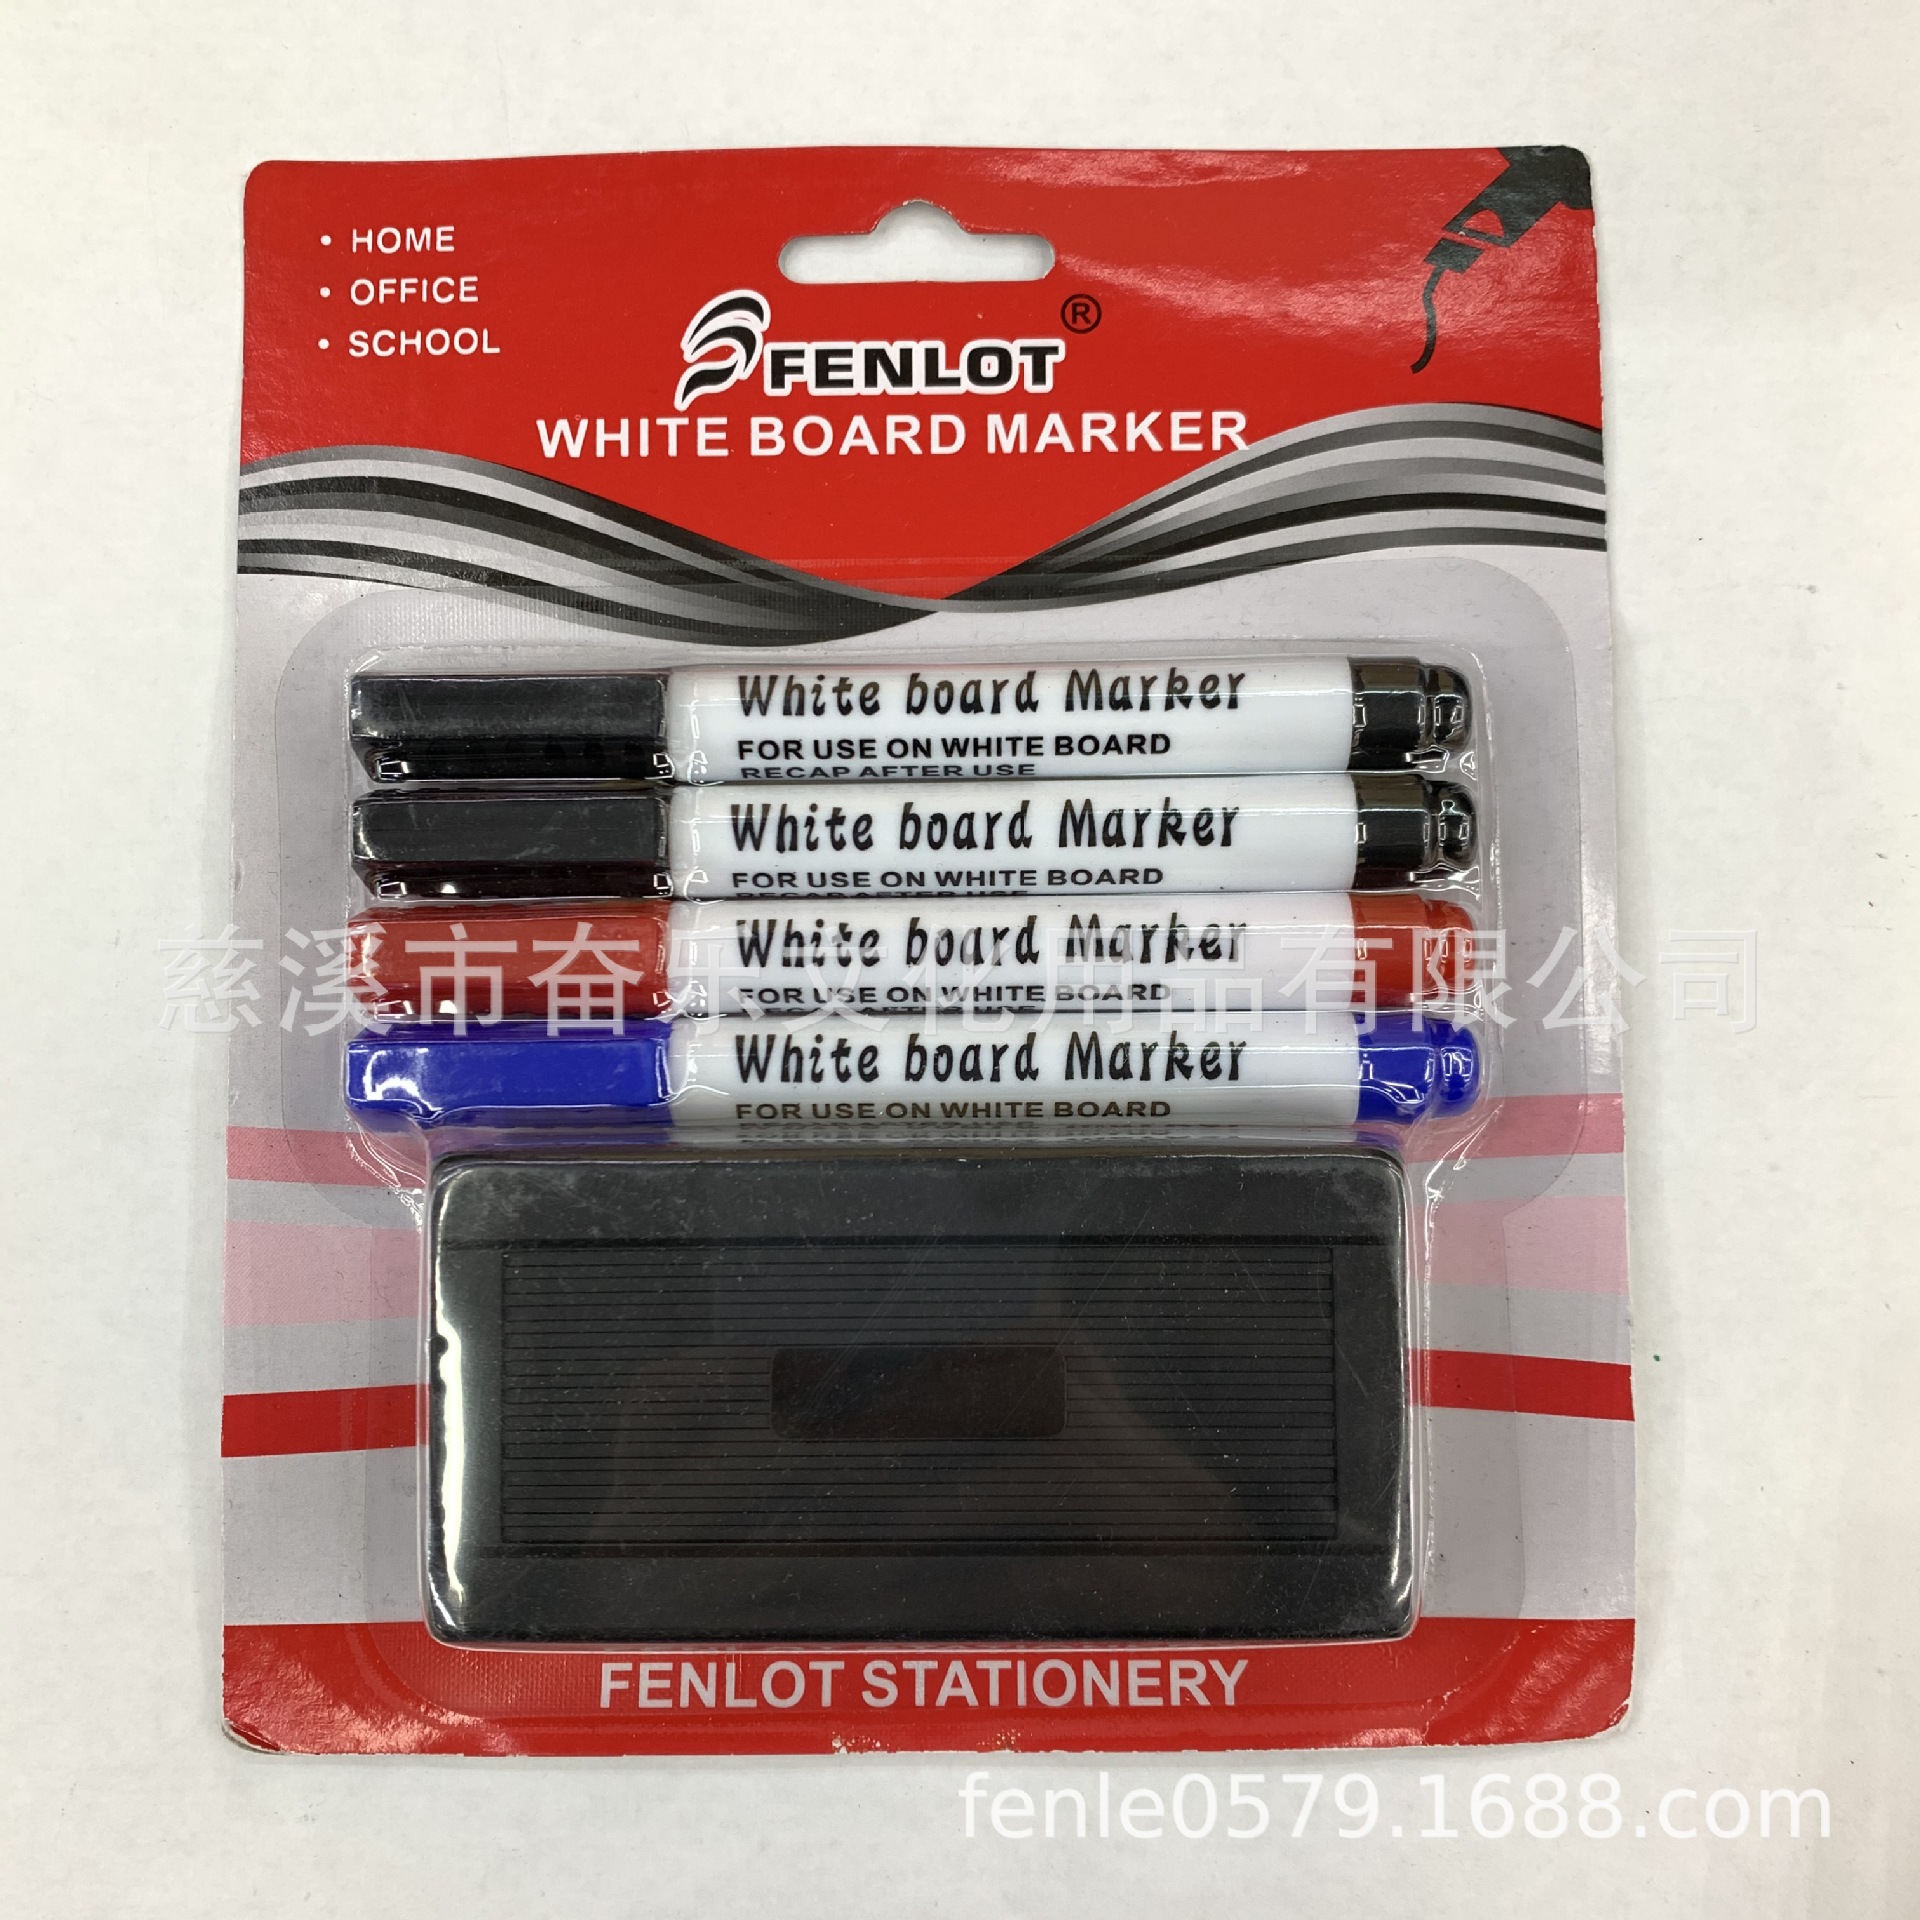 • HOME
• OFFICE
• SCHOOL
FENLOT®
WHITE BOARD MARKER
White board Marker
FOR USE ON WHITE BOARD
RECAP AFTER USE
White board Marker
FOR USE ON WHITE BOARD
RECAP AFTER USE
White board Marker
FOR USE ON WHITE BOARD
慈溪市奋乐文化用品有限公司
White board Marker
FOR USE ON WHITE BOARD
FENLOT STATIONERY
fenle0579.1688.com